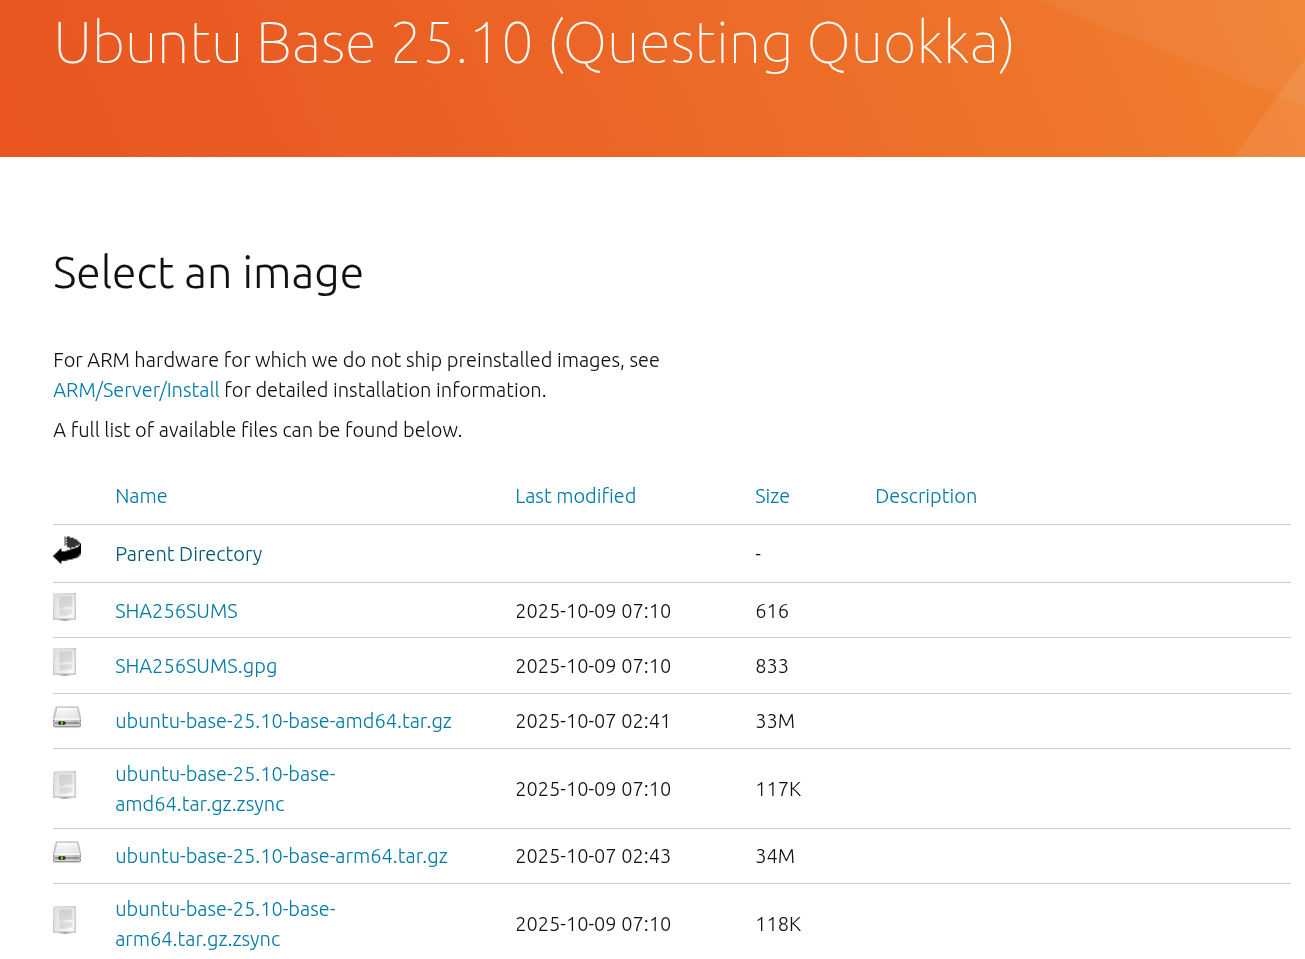 Ubuntu Base 25.10 (Questing Quokka)
Select an image
For ARM hardware for which we do not ship preinstalled images, see
ARM/Server/Install for detailed installation information.
A full list of available files can be found below.
Name Last modified Size Description
Parent Directory -
SHA256SUMS 2025-10-09 07:10 616
SHA256SUMS.gpg 2025-10-09 07:10 833
ubuntu-base-25.10-base-amd64.tar.gz 2025-10-07 02:41 33M
ubuntu-base-25.10-base-
amd64.tar.gz.zsync 2025-10-09 07:10 117K
ubuntu-base-25.10-base-arm64.tar.gz 2025-10-07 02:43 34M
ubuntu-base-25.10-base-
arm64.tar.gz.zsync 2025-10-09 07:10 118K